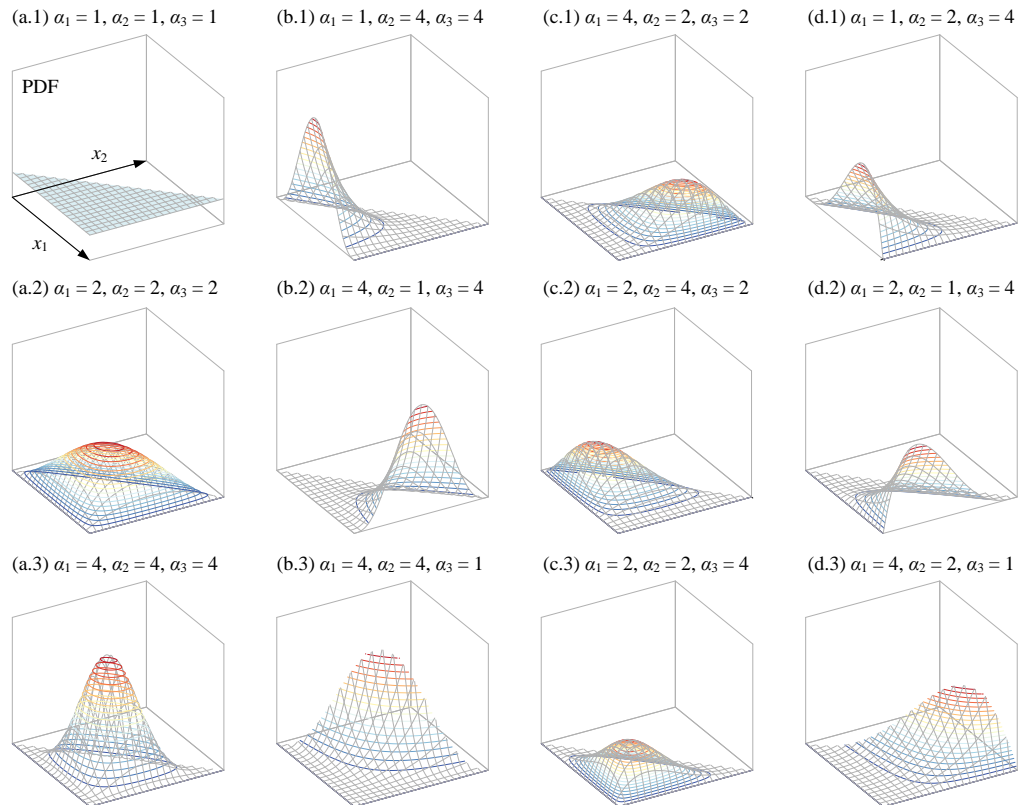 (a.1) α₁ = 1, α₂ = 1, α₃ = 1
(b.1) α₁ = 1, α₂ = 4, α₃ = 4
(c.1) α₁ = 4, α₂ = 2, α₃ = 2
(d.1) α₁ = 1, α₂ = 2, α₃ = 4
PDF
x₂
x₁
(a.2) α₁ = 2, α₂ = 2, α₃ = 2
(b.2) α₁ = 4, α₂ = 1, α₃ = 4
(c.2) α₁ = 2, α₂ = 4, α₃ = 2
(d.2) α₁ = 2, α₂ = 1, α₃ = 4
(a.3) α₁ = 4, α₂ = 4, α₃ = 4
(b.3) α₁ = 4, α₂ = 4, α₃ = 1
(c.3) α₁ = 2, α₂ = 2, α₃ = 4
(d.3) α₁ = 4, α₂ = 2, α₃ = 1